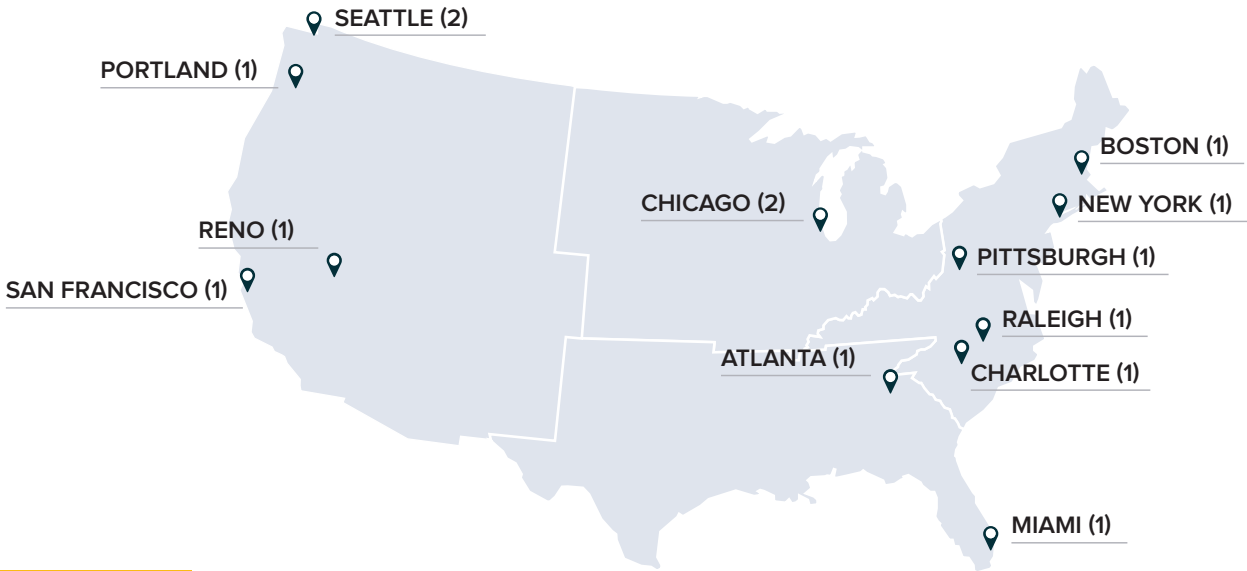 SEATTLE (2)
PORTLAND (1)
BOSTON (1)
CHICAGO (2)
NEW YORK (1)
RENO (1)
PITTSBURGH (1)
SAN FRANCISCO (1)
RALEIGH (1)
ATLANTA (1)
CHARLOTTE (1)
MIAMI (1)